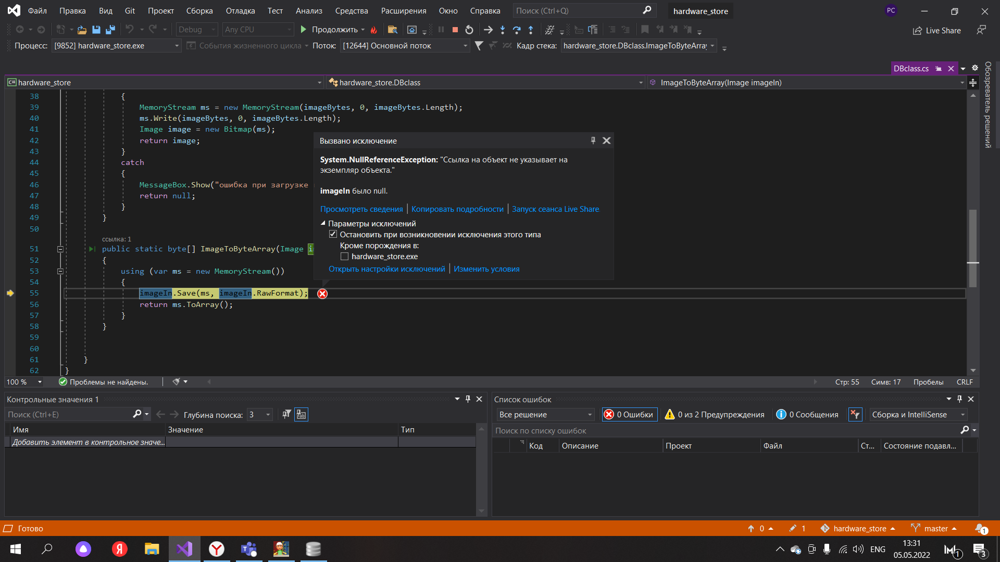 Файл Правка Вид Git Проект Сборка Отладка Тест Анализ Средства Расширения Окно Справка Поиск (Ctrl+Q) hardware_store PC
Debug Any CPU Продолжить Live Share
Процесс: [9852] hardware_store.exe События жизненного цикла Поток: [12644] Основной поток Кадр стека: hardware_store.DBclass.ImageToByteArray
DBclass.cs
Обозреватель решений
C# hardware_store hardware_store.DBclass ImageToByteArray(Image imageIn)
38 {
39 MemoryStream ms = new MemoryStream(imageBytes, 0, imageBytes.Length);
40 ms.Write(imageBytes, 0, imageBytes.Length);
41 Image image = new Bitmap(ms);
42 return image;
43 }
44 catch
45 {
46 MessageBox.Show("ошибка при загрузке
47 return null;
48 }
49 }
50
ссылка: 1
51 public static byte[] ImageToByteArray(Image i
52 {
53 using (var ms = new MemoryStream())
54 {
55 imageIn.Save(ms, imageIn.RawFormat);
56 return ms.ToArray();
57 }
58 }
59
60
61 }
62 }
Вызвано исключение
System.NullReferenceException: "Ссылка на объект не указывает на
экземпляр объекта."
imageIn было null.
Просмотреть сведения | Копировать подробности | Запуск сеанса Live Share
Параметры исключений
Остановить при возникновении исключения этого типа
Кроме порождения в:
hardware_store.exe
Открыть настройки исключений | Изменить условия
100 % Проблемы не найдены. Стр: 55 Симв: 17 Пробелы CRLF
Контрольные значения 1
Поиск (Ctrl+E) Глубина поиска: 3
Имя Значение Тип
Добавить элемент в контрольное значе...
Список ошибок
Все решение 0 Ошибки 0 из 2 Предупреждения 0 Сообщения Сборка и IntelliSense
Поиск по списку ошибок
Код Описание Проект Файл Ст... Состояние подавл...
Готово 0 1 hardware_store master 1
Я Y ENG 13:31 1 3
05.05.2022